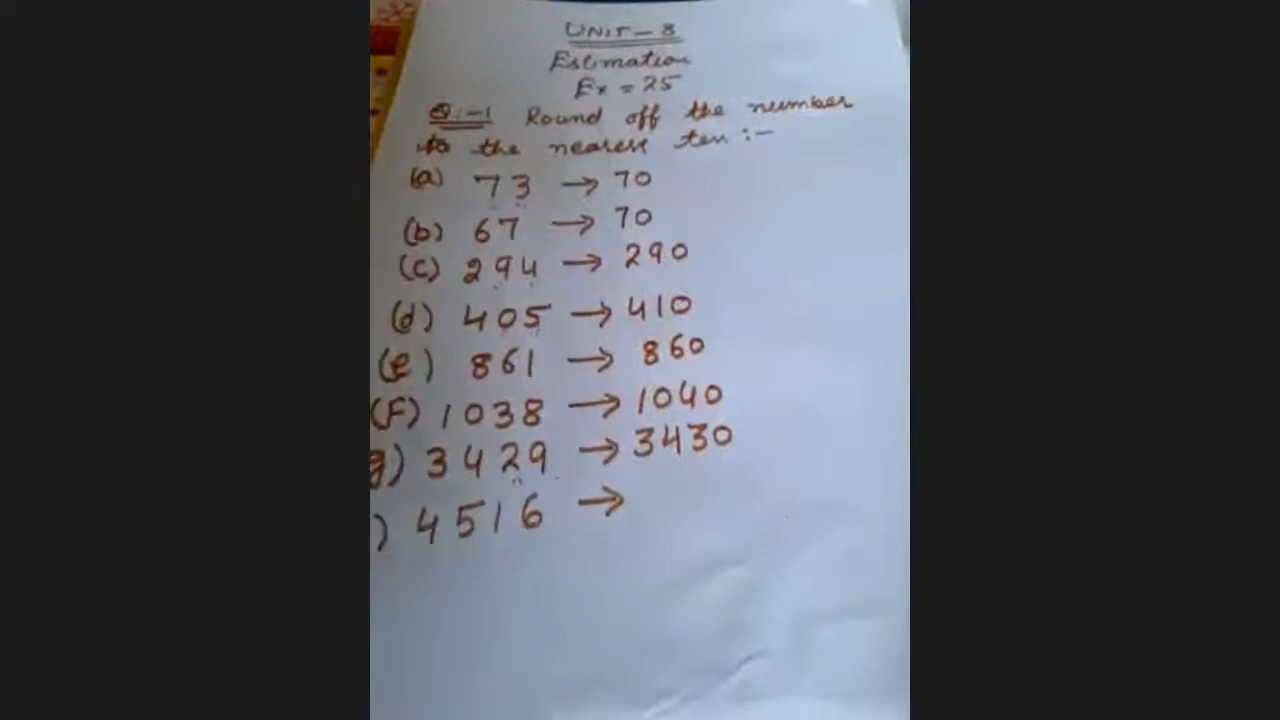 UNIT – 8
Estimation
Ex = 25
Q:-1 Round off the number
to the nearest ten :-
(a) 73 → 70
(b) 67 → 70
(c) 294 → 290
(d) 405 → 410
(e) 861 → 860
(F) 1038 → 1040
g) 3429 → 3430
) 4516 →